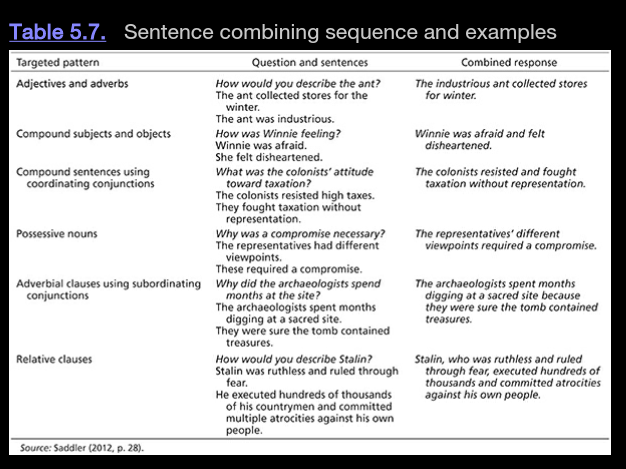 Table 5.7. Sentence combining sequence and examples
Targeted pattern Question and sentences Combined response
Adjectives and adverbs How would you describe the ant? The industrious ant collected stores
The ant collected stores for the for winter.
winter.
The ant was industrious.
Compound subjects and objects How was Winnie feeling? Winnie was afraid and felt
Winnie was afraid. disheartened.
She felt disheartened.
Compound sentences using What was the colonists' attitude The colonists resisted and fought
coordinating conjunctions toward taxation? taxation without representation.
The colonists resisted high taxes.
They fought taxation without
representation.
Possessive nouns Why was a compromise necessary? The representatives' different
The representatives had different viewpoints required a compromise.
viewpoints.
These required a compromise.
Adverbial clauses using subordinating Why did the archaeologists spend The archaeologists spent months
conjunctions months at the site? digging at a sacred site because
The archaeologists spent months they were sure the tomb contained
digging at a sacred site. treasures.
They were sure the tomb contained
treasures.
Relative clauses How would you describe Stalin? Stalin, who was ruthless and ruled
Stalin was ruthless and ruled through through fear, executed hundreds of
fear. thousands and committed atrocities
He executed hundreds of thousands against his own people.
of his countrymen and committed
multiple atrocities against his own
people.
Source: Saddler (2012, p. 28).